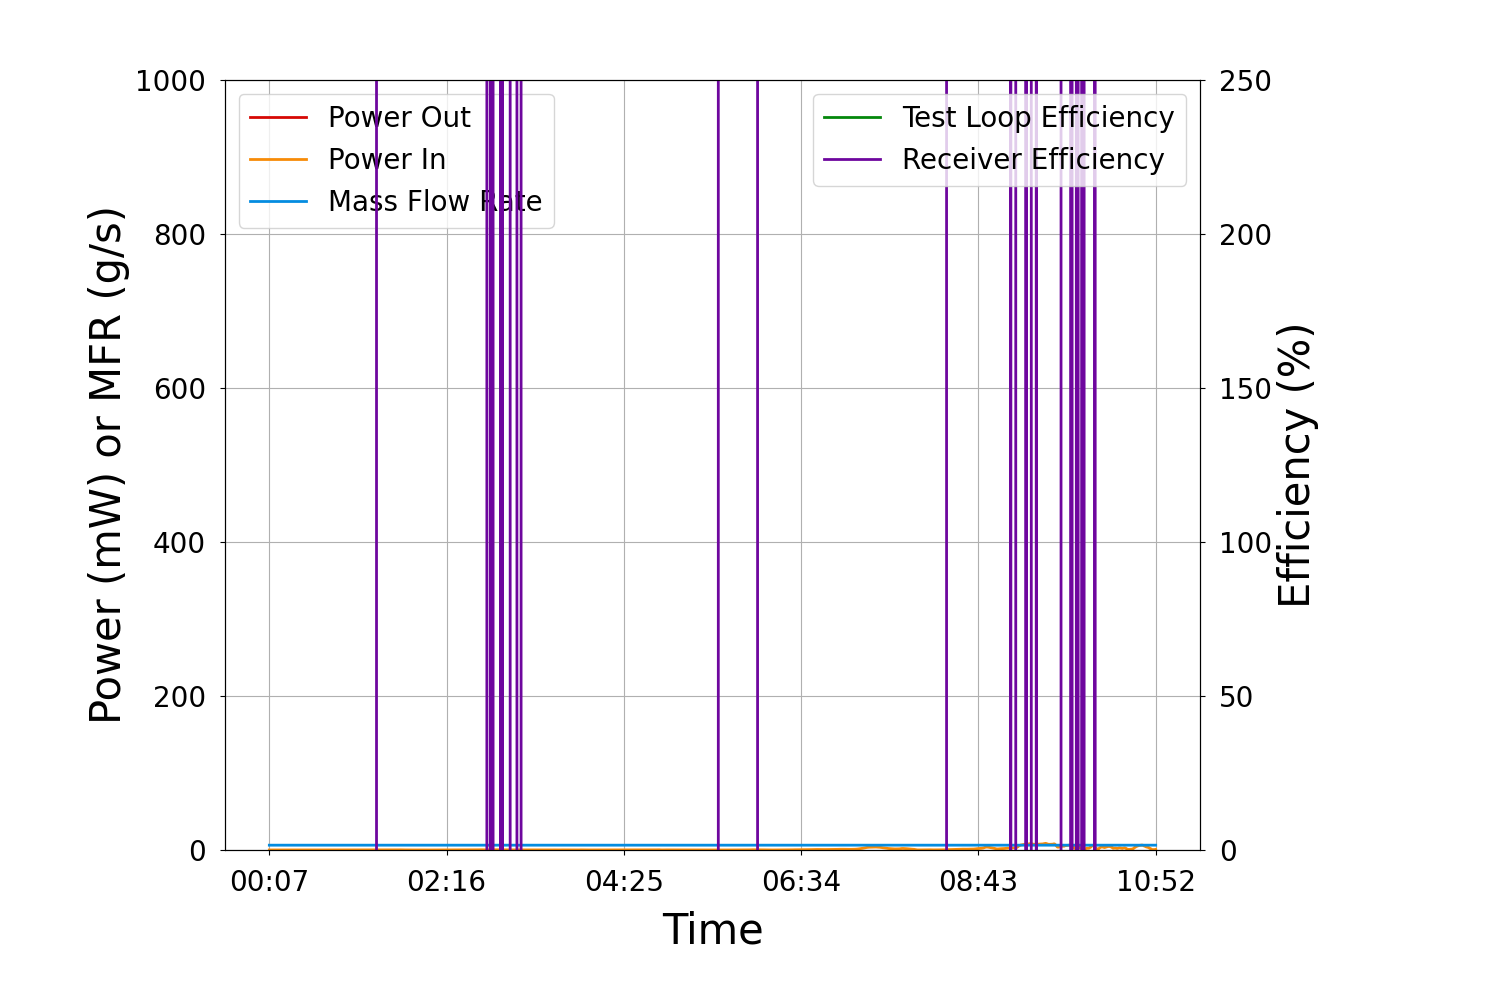 Power Out
Power In
Mass Flow Rate
Test Loop Efficiency
Receiver Efficiency
Power (mW) or MFR (g/s)
1000
800
600
400
200
0
250
200
150
100
50
0
Efficiency (%)
00:07 02:16 04:25 06:34 08:43 10:52
Time